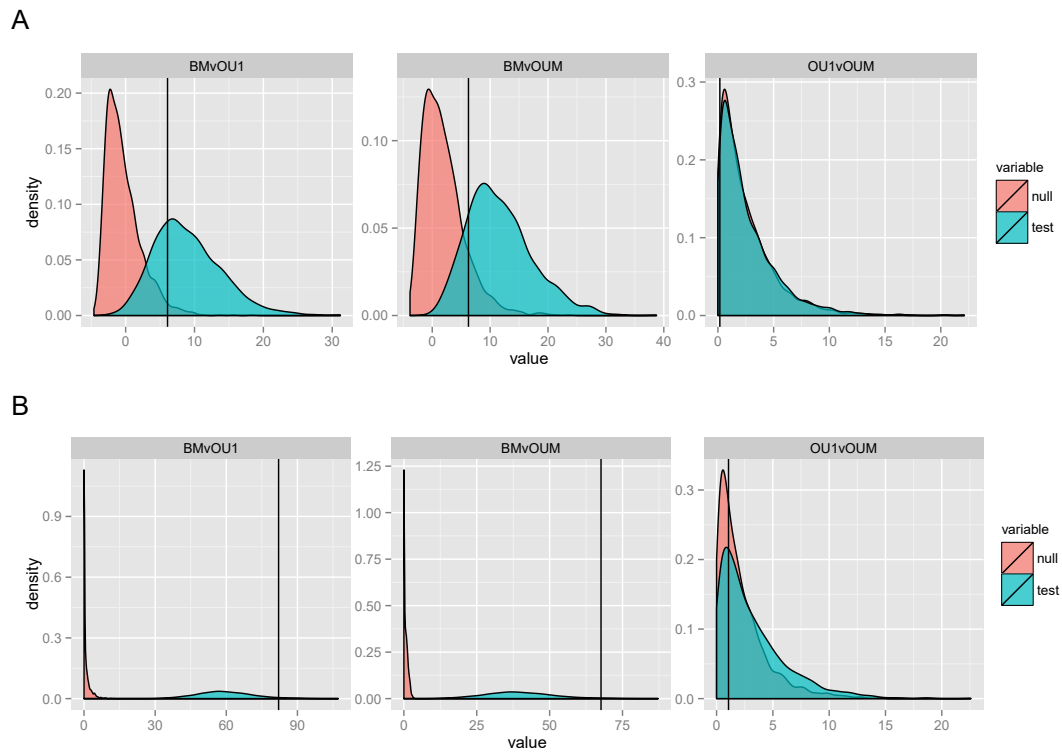 A
BMvOU1 BMvOUM OU1vOUM
density
0.20
0.15
0.10
0.05
0.00
0 10 20 30
0.10
0.05
0.00
0 10 20 30 40
0.3
0.2
0.1
0.0
0 5 10 15 20
value
variable
null
test
B
BMvOU1 BMvOUM OU1vOUM
density
0.9
0.6
0.3
0.0
0 30 60 90
1.25
1.00
0.75
0.50
0.25
0.00
0 25 50 75
0.3
0.2
0.1
0.0
0 5 10 15 20
value
variable
null
test